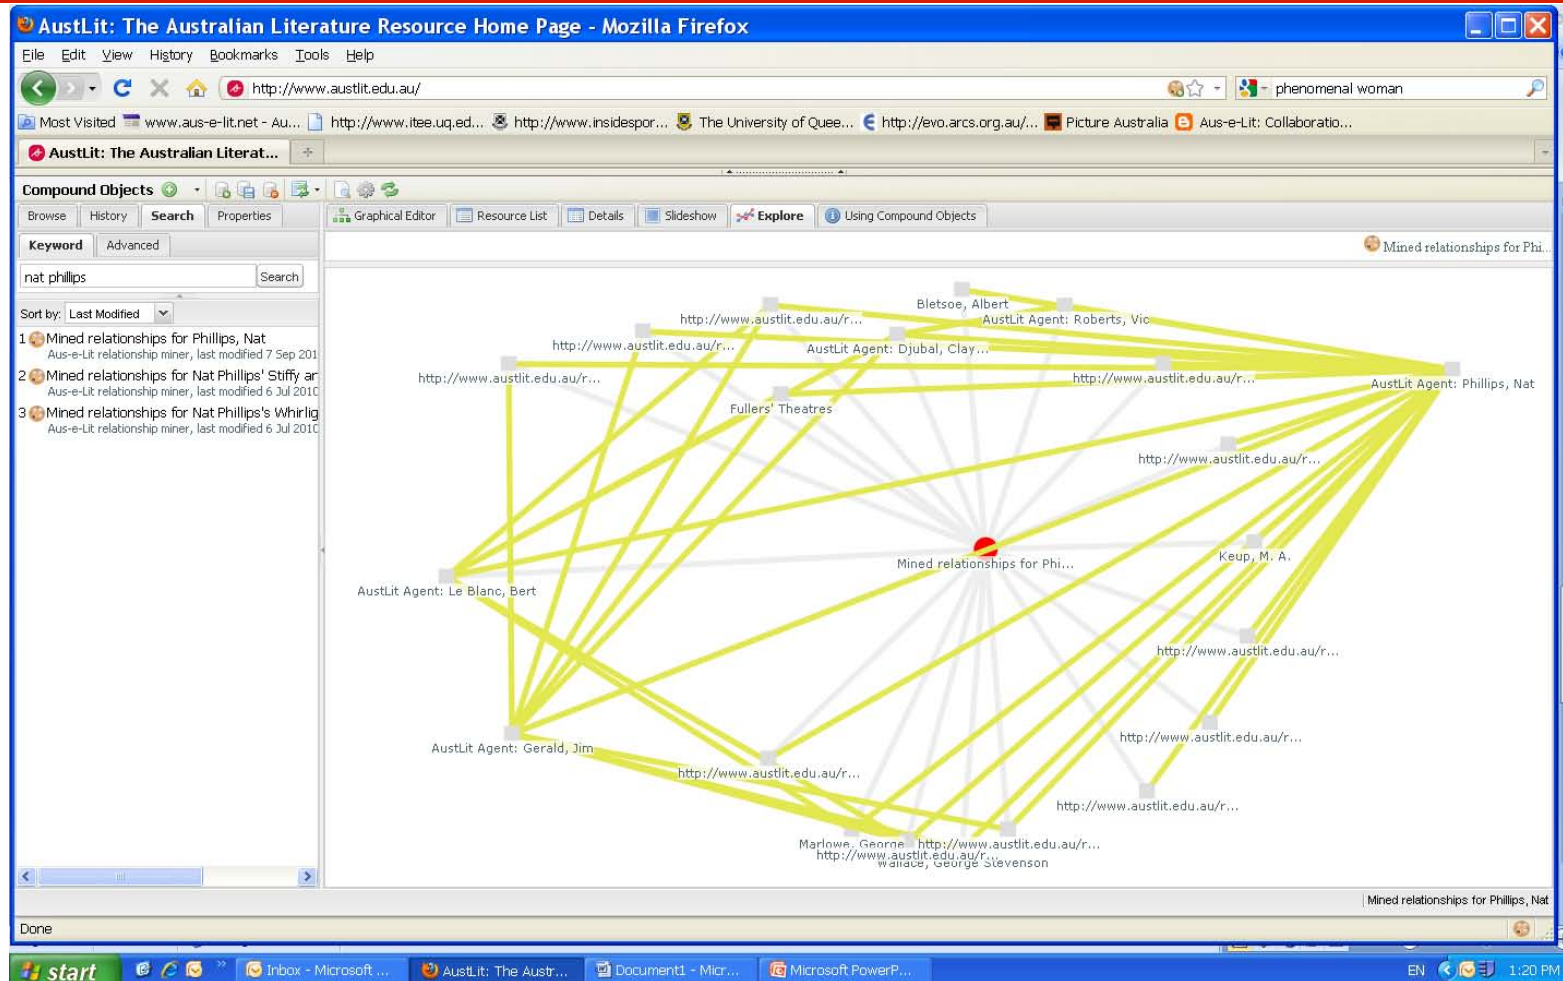 AustLit: The Australian Literature Resource Home Page - Mozilla Firefox
File Edit View History Bookmarks Tools Help
http://www.austlit.edu.au/
phenomenal woman
Most Visited www.aus-e-lit.net - Au... http://www.itee.uq.ed... http://www.insidespor... The University of Quee... http://evo.arcs.org.au/... Picture Australia Aus-e-Lit: Collaboratio...
AustLit: The Australian Literat...
Compound Objects
Browse History Search Properties
Graphical Editor Resource List Details Slideshow Explore Using Compound Objects
Keyword Advanced
Mined relationships for Phi...
nat phillips Search
Sort by: Last Modified
1 Mined relationships for Phillips, Nat
Aus-e-Lit relationship miner, last modified 7 Sep 201
2 Mined relationships for Nat Phillips' Stiffy ar
Aus-e-Lit relationship miner, last modified 6 Jul 2010
3 Mined relationships for Nat Phillips's Whirlig
Aus-e-Lit relationship miner, last modified 6 Jul 2010
Bletsoe, Albert
http://www.austlit.edu.au/r...
AustLit Agent: Roberts, Vic
http://www.austlit.edu.au/r...
AustLit Agent: Djubal, Clay...
http://www.austlit.edu.au/r...
http://www.austlit.edu.au/r...
AustLit Agent: Phillips, Nat
Fullers' Theatres
http://www.austlit.edu.au/r...
Keup, M. A.
Mined relationships for Phi...
AustLit Agent: Le Blanc, Bert
http://www.austlit.edu.au/r...
http://www.austlit.edu.au/r...
AustLit Agent: Gerald, Jim
http://www.austlit.edu.au/r...
http://www.austlit.edu.au/r...
Marlowe, George
http://www.austlit.edu.au/r...
http://www.austlit.edu.au/r...
Wallace, George Stevenson
Mined relationships for Phillips, Nat
Done
start
Inbox - Microsoft ...
AustLit: The Austr...
Document1 - Micr...
Microsoft PowerP...
EN
1:20 PM